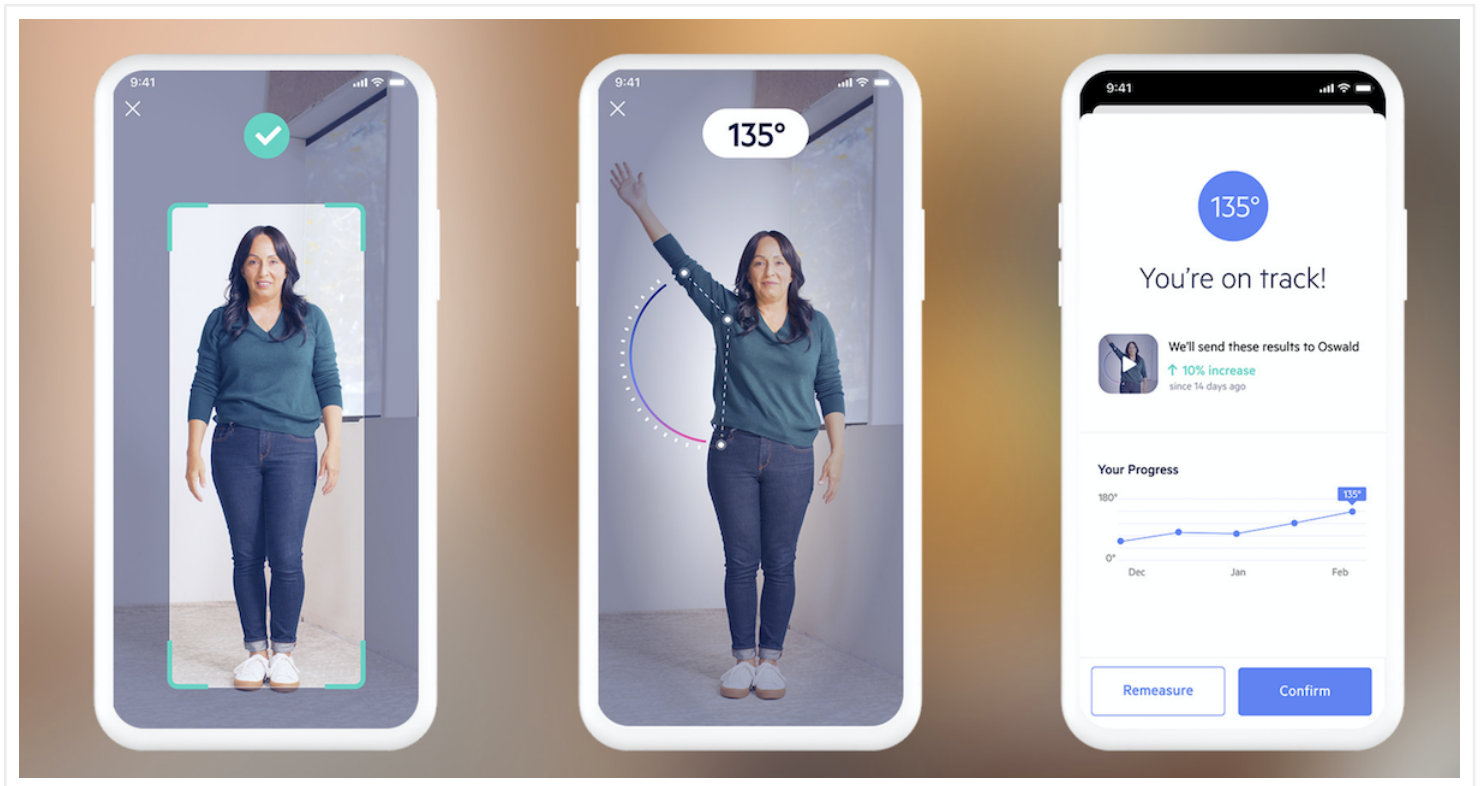 9:41
9:41
135°
9:41
135°
You're on track!
We'll send these results to Oswald
↑ 10% increase
since 14 days ago
Your Progress
180°
135°
0°
Dec Jan Feb
Remeasure Confirm